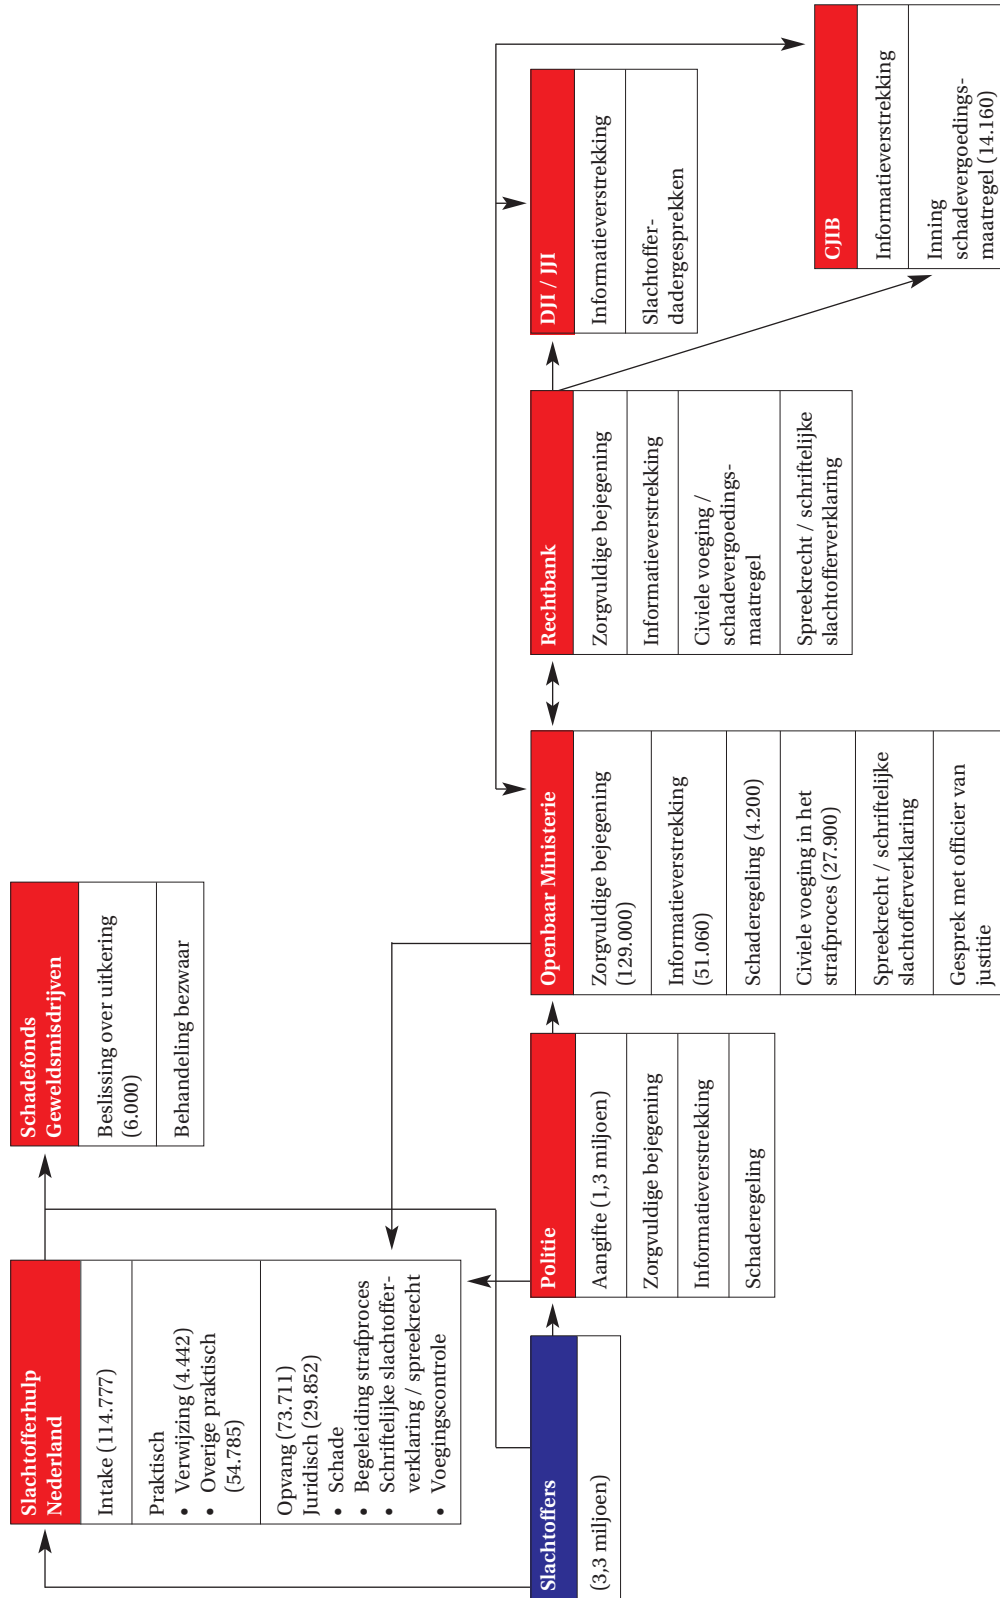 Slachtofferhulp
Nederland
Intake (114.777)
Praktisch
• Verwijzing (4.442)
• Overige praktisch
(54.785)
Opvang (73.711)
Juridisch (29.852)
• Schade
• Begeleiding strafproces
• Schriftelijke slachtoffer-
verklaring / spreekrecht
• Voegingscontrole
Schadefonds
Geweldsmisdrijven
Beslissing over uitkering
(6.000)
Behandeling bezwaar
Slachtoffers
(3,3 miljoen)
Politie
Aangifte (1,3 miljoen)
Zorgvuldige bejegening
Informatieverstrekking
Schaderegeling
Openbaar Ministerie
Zorgvuldige bejegening
(129.000)
Informatieverstrekking
(51.060)
Schaderegeling (4.200)
Civiele voeging in het
strafproces (27.900)
Spreekrecht / schriftelijke
slachtofferverklaring
Gesprek met officier van
justitie
Rechtbank
Zorgvuldige bejegening
Informatieverstrekking
Civiele voeging /
schadevergoedings-
maatregel
Spreekrecht / schriftelijke
slachtofferverklaring
DJI / JJI
Informatieverstrekking
Slachtoffer-
dadergesprekken
CJIB
Informatieverstrekking
Inning
schadevergoedings-
maatregel (14.160)